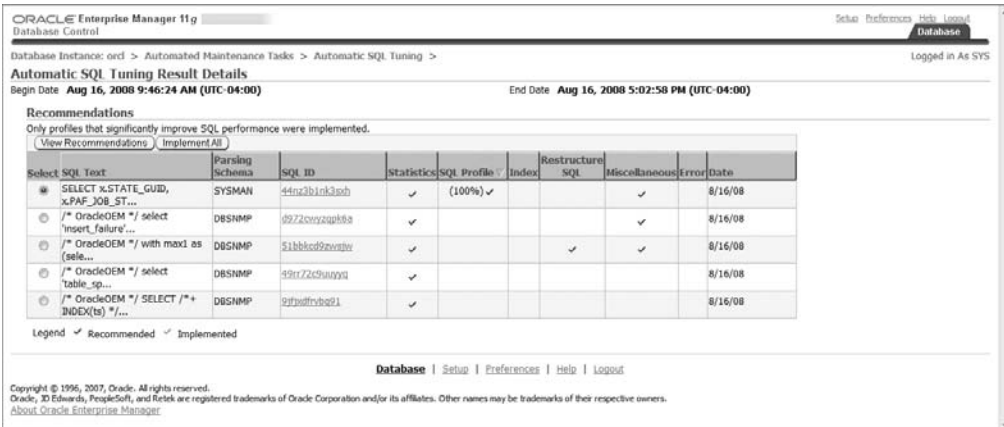 ORACLE Enterprise Manager 11g
Database Control
Setup Preferences Help Logout
Database
Database Instance: orcl > Automated Maintenance Tasks > Automatic SQL Tuning >
Logged in As SYS
Automatic SQL Tuning Result Details
Begin Date Aug 16, 2008 9:46:24 AM (UTC-04:00)
End Date Aug 16, 2008 5:02:58 PM (UTC-04:00)
Recommendations
Only profiles that significantly improve SQL performance were implemented.
View Recommendations Implement All
Select SQL Text Parsing Schema SQL ID Statistics SQL Profile Index Restructure SQL Miscellaneous Error Date
SELECT x.STATE_GUID, x.PAF_JOB_ST... SYSMAN 44nz3b1nk3sxh ✓ (100%) ✓ ✓ 8/16/08
/* OracleOEM */ select 'insert_failure'... DBSNMP d972cwyzqpk6a ✓ ✓ 8/16/08
/* OracleOEM */ with max1 as (sele... DBSNMP ✓ ✓ ✓ 8/16/08
/* OracleOEM */ select 'table_sp... DBSNMP 49rr72c9uuyyq ✓ 8/16/08
/* OracleOEM */ SELECT /*+ INDEX(ts) */... DBSNMP 9jfpdfrvbq91 ✓ 8/16/08
Legend ✓ Recommended ✓ Implemented
Database | Setup | Preferences | Help | Logout
Copyright © 1996, 2007, Oracle. All rights reserved.
Oracle, JD Edwards, PeopleSoft, and Retek are registered trademarks of Oracle Corporation and/or its affiliates. Other names may be trademarks of their respective owners.
About Oracle Enterprise Manager